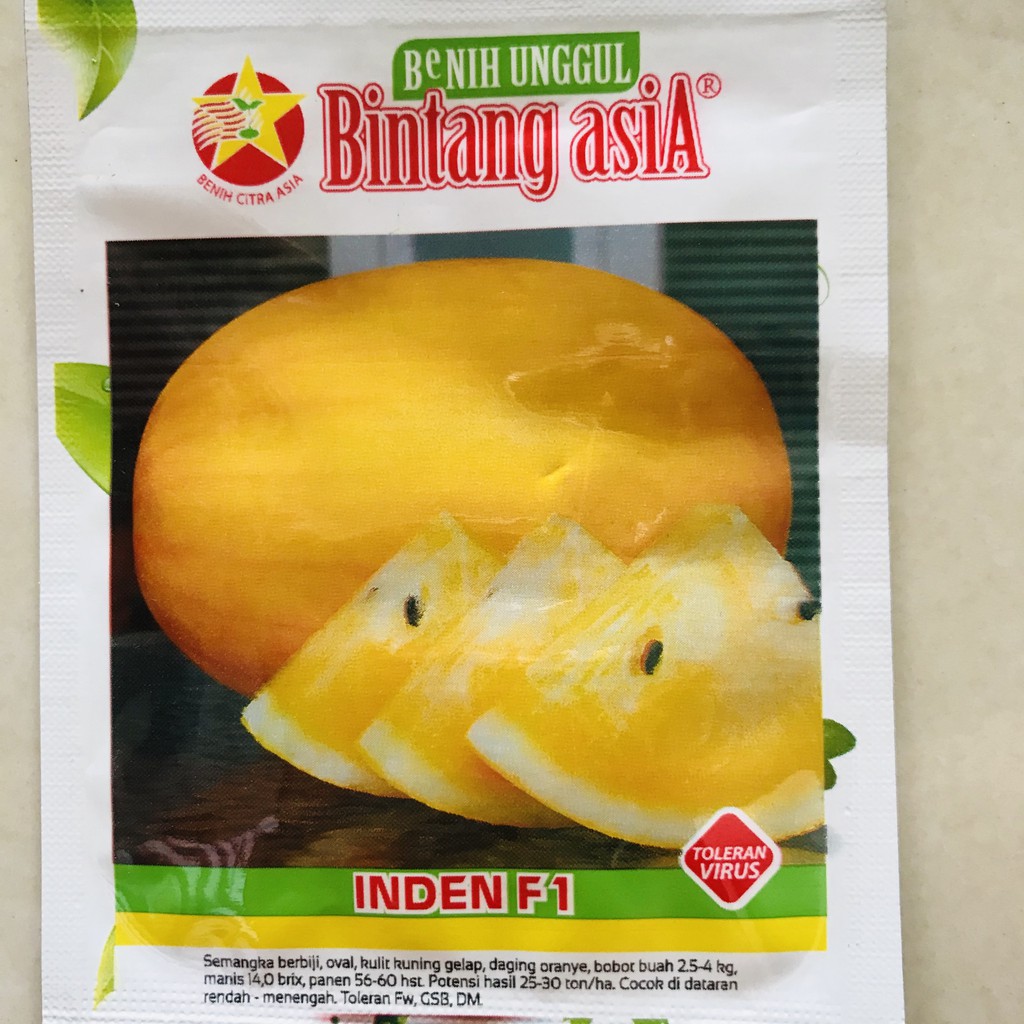 BeNIH UNGGUL
Bintang asiA®
BENIH CITRA ASIA
TOLERAN
VIRUS
INDEN F1
Semangka berbiji, oval, kulit kuning gelap, daging oranye, bobot buah 2.5-4 kg,
manis 14,0 brix, panen 56-60 hst. Potensi hasil 25-30 ton/ha. Cocok di dataran
rendah - menengah. Toleran Fw, GSB, DM.